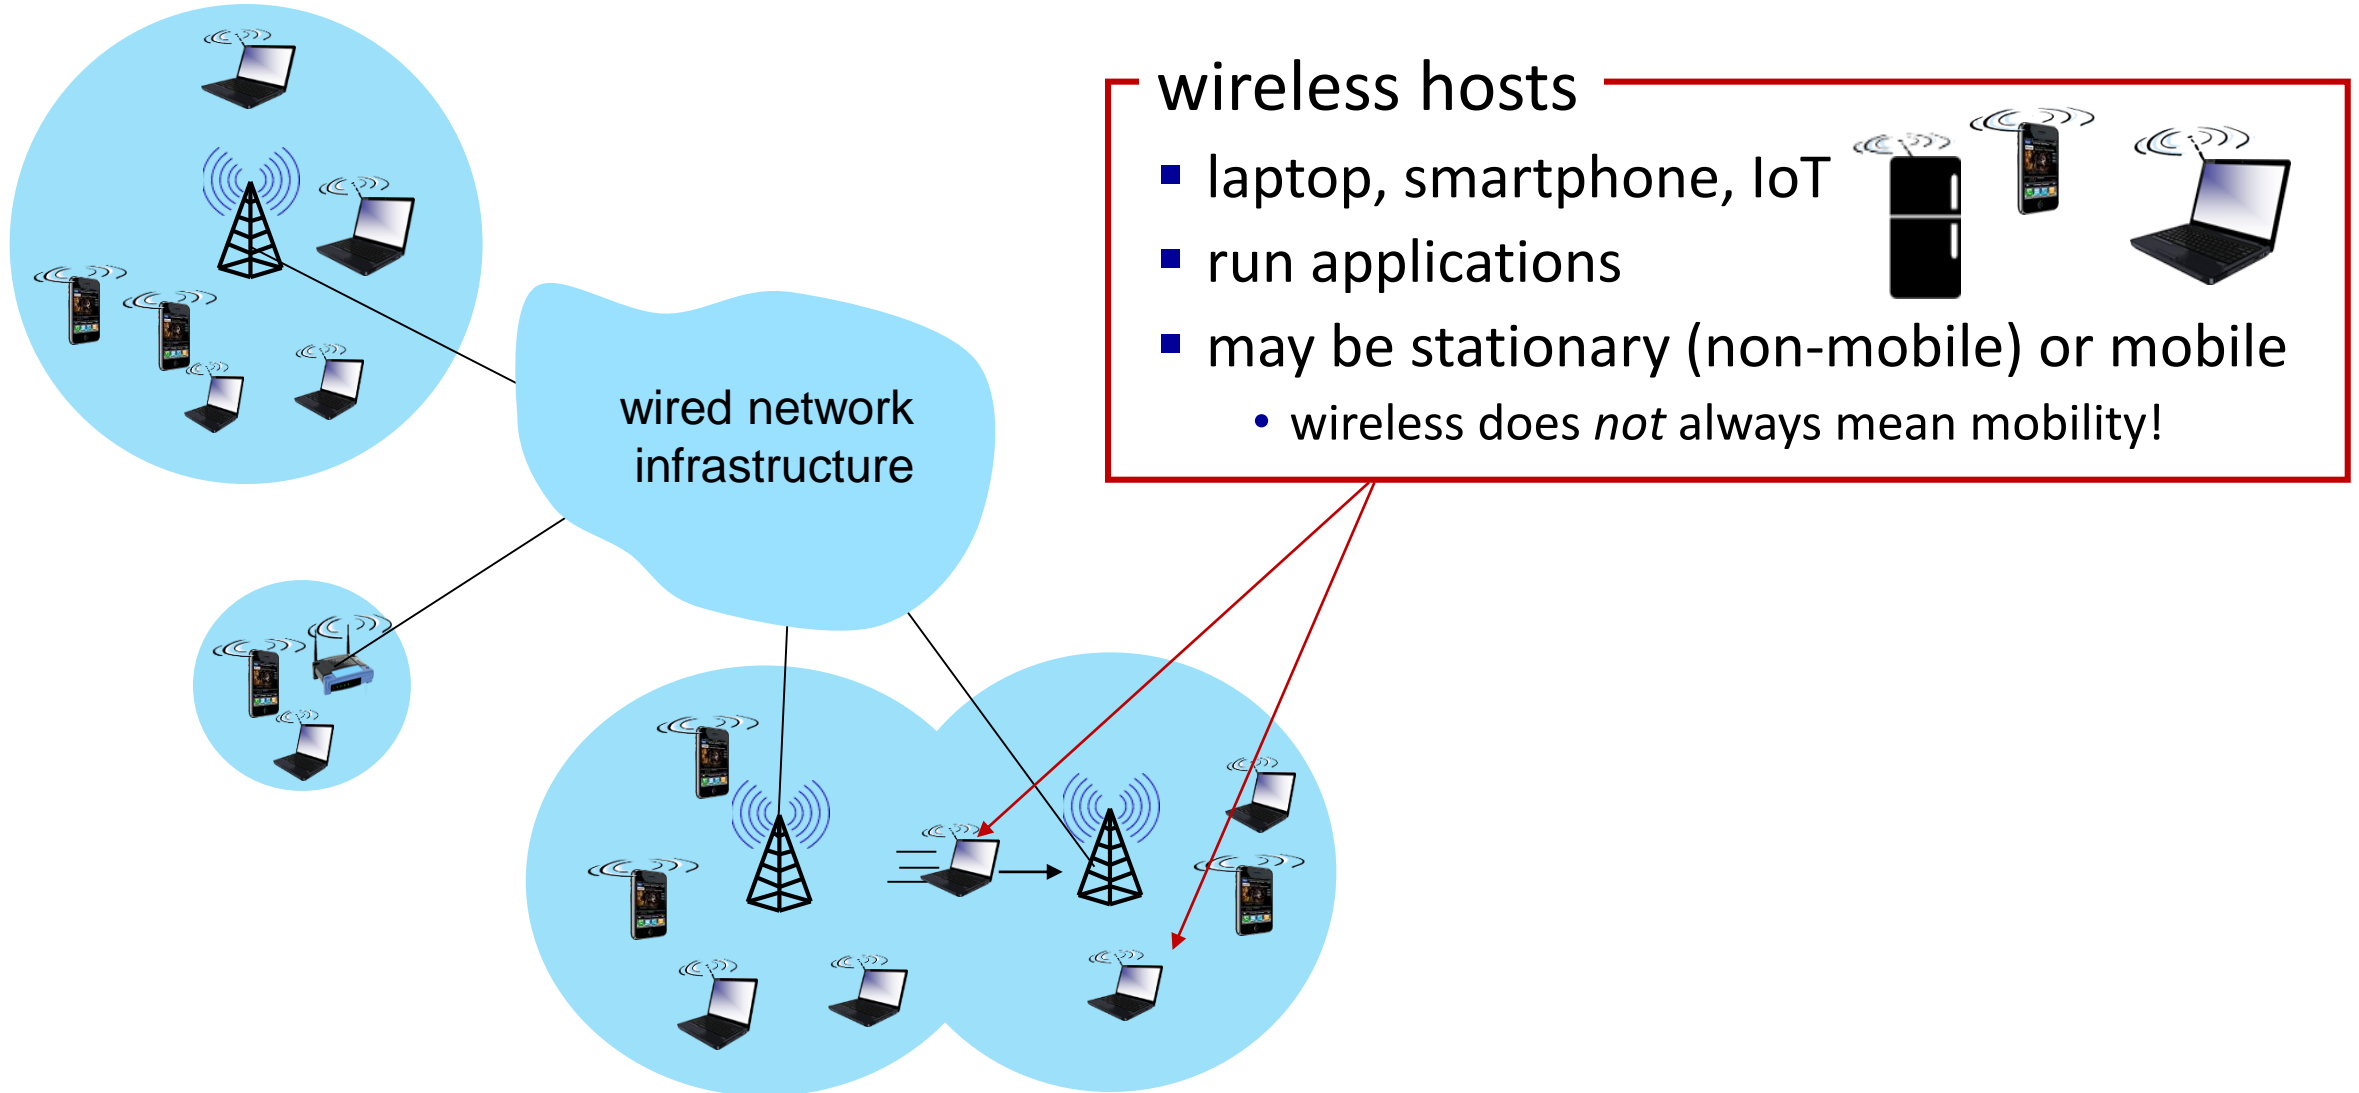 wireless hosts
laptop, smartphone, IoT
run applications
may be stationary (non-mobile) or mobile
wireless does not always mean mobility!
wired network
infrastructure